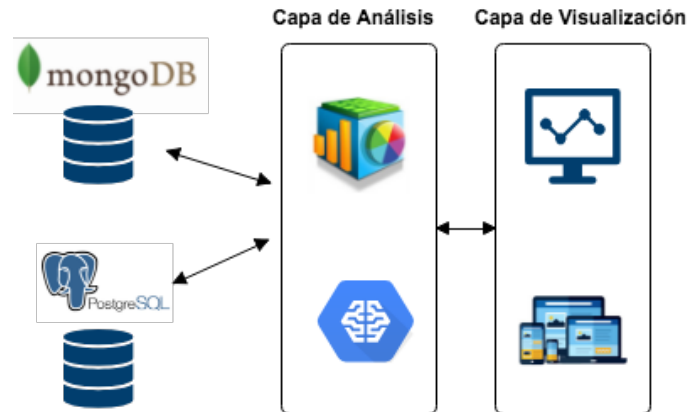 Capa de Análisis
Capa de Visualización
mongoDB
PostgreSQL